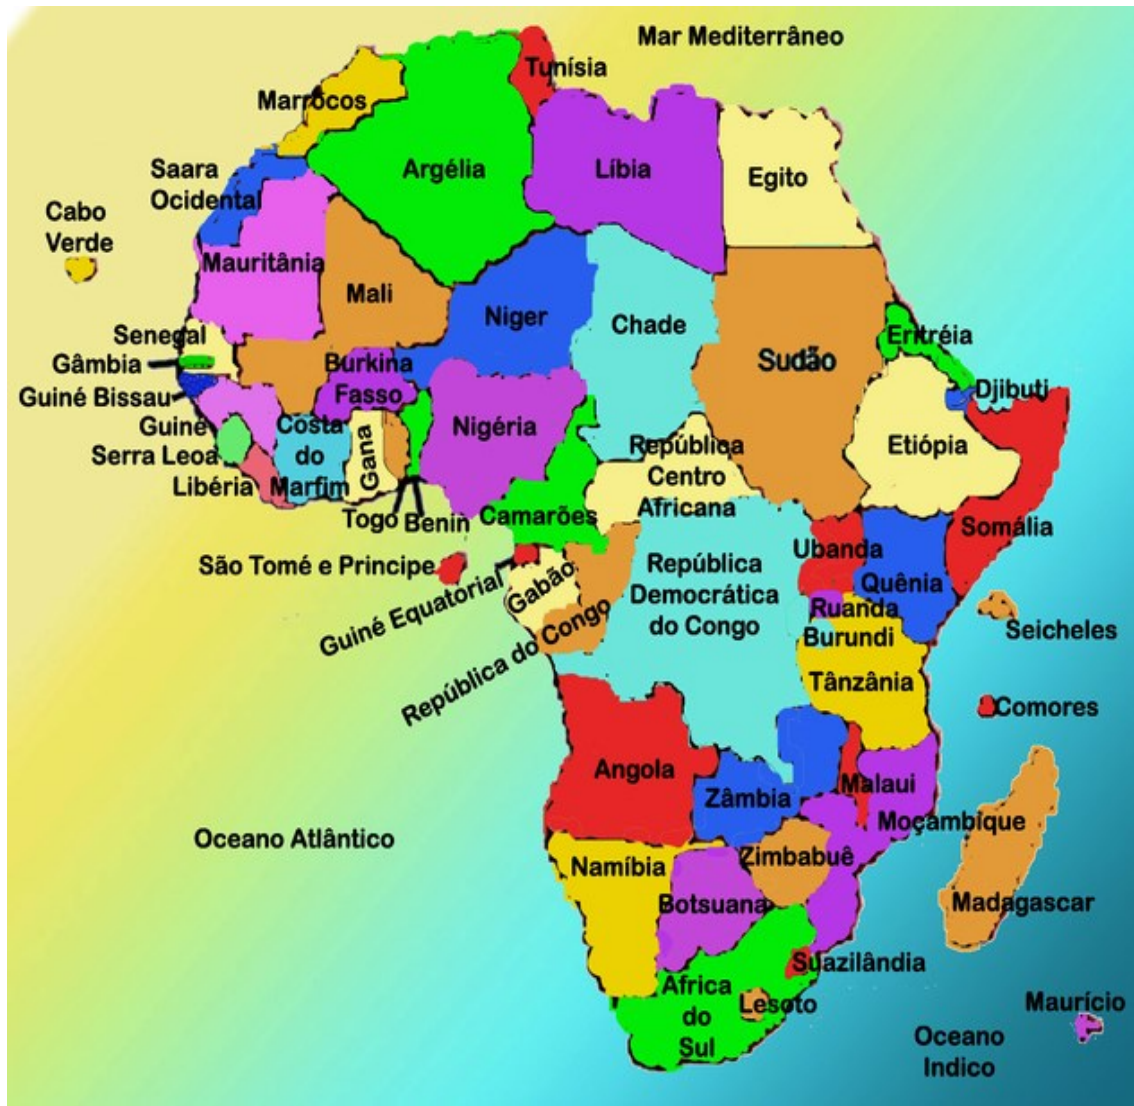 Mar Mediterrâneo
Tunísia
Marrocos
Argélia
Líbia
Egito
Saara
Ocidental
Cabo
Verde
Mauritânia
Mali
Niger
Chade
Sudão
Eritréia
Senegal
Gâmbia
Guiné Bissau
Burkina
Fasso
Djibuti
Guiné
Serra Leoa
Libéria
Costa
do
Marfim
Gana
Nigéria
República
Centro
Africana
Etiópia
Togo
Benin
Camarões
Somália
São Tomé e Principe
Guiné Equatorial
Gabão
República do Congo
República
Democrática
do Congo
Ubanda
Quênia
Ruanda
Burundi
Seicheles
Tânzânia
Comores
Angola
Zâmbia
Malaui
Moçambique
Oceano Atlântico
Namíbia
Zimbabuê
Botsuana
Madagascar
Suazilândia
Africa
do
Sul
Lesoto
Maurício
Oceano
Indico